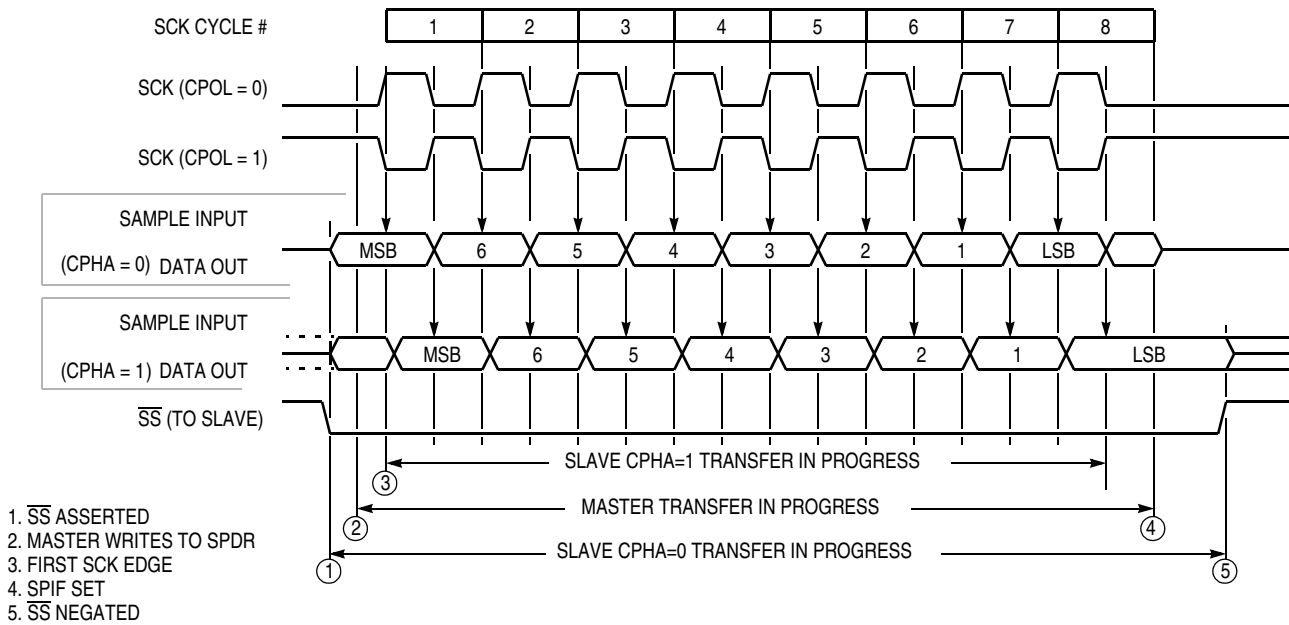 SCK CYCLE # 1 2 3 4 5 6 7 8
SCK (CPOL = 0)
SCK (CPOL = 1)
SAMPLE INPUT
(CPHA = 0) DATA OUT MSB 6 5 4 3 2 1 LSB
SAMPLE INPUT
(CPHA = 1) DATA OUT MSB 6 5 4 3 2 1 LSB
SS (TO SLAVE)
SLAVE CPHA=1 TRANSFER IN PROGRESS
3
MASTER TRANSFER IN PROGRESS
2 4
SLAVE CPHA=0 TRANSFER IN PROGRESS
1 5
1. SS ASSERTED
2. MASTER WRITES TO SPDR
3. FIRST SCK EDGE
4. SPIF SET
5. SS NEGATED